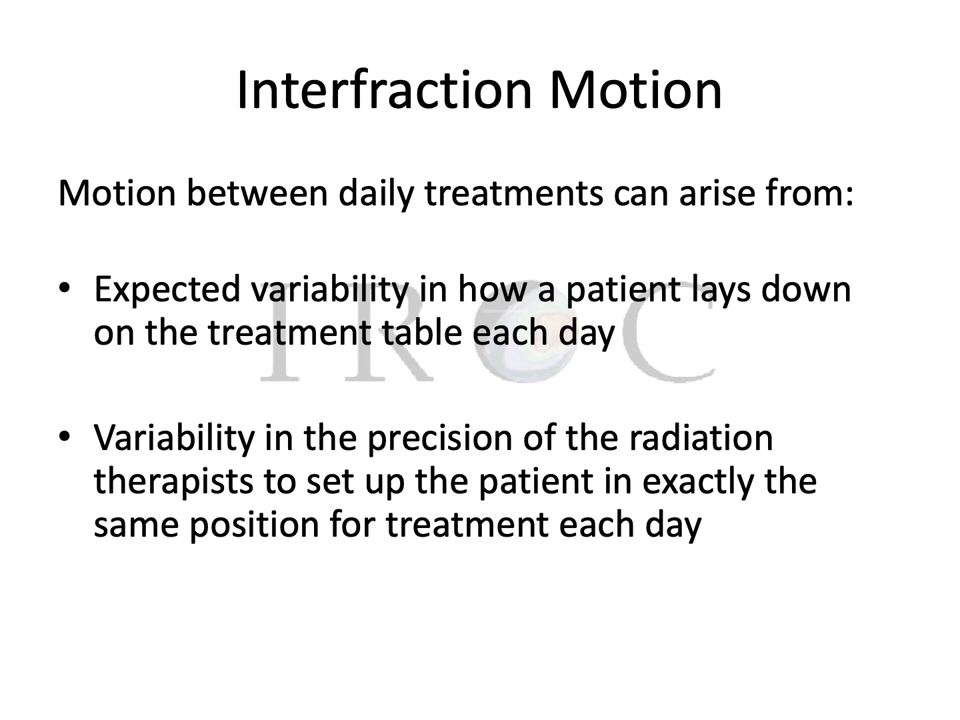 Interfraction Motion
Motion between daily treatments can arise from:
• Expected variability in how a patient lays down
on the treatment table each day
IROC
• Variability in the precision of the radiation
therapists to set up the patient in exactly the
same position for treatment each day